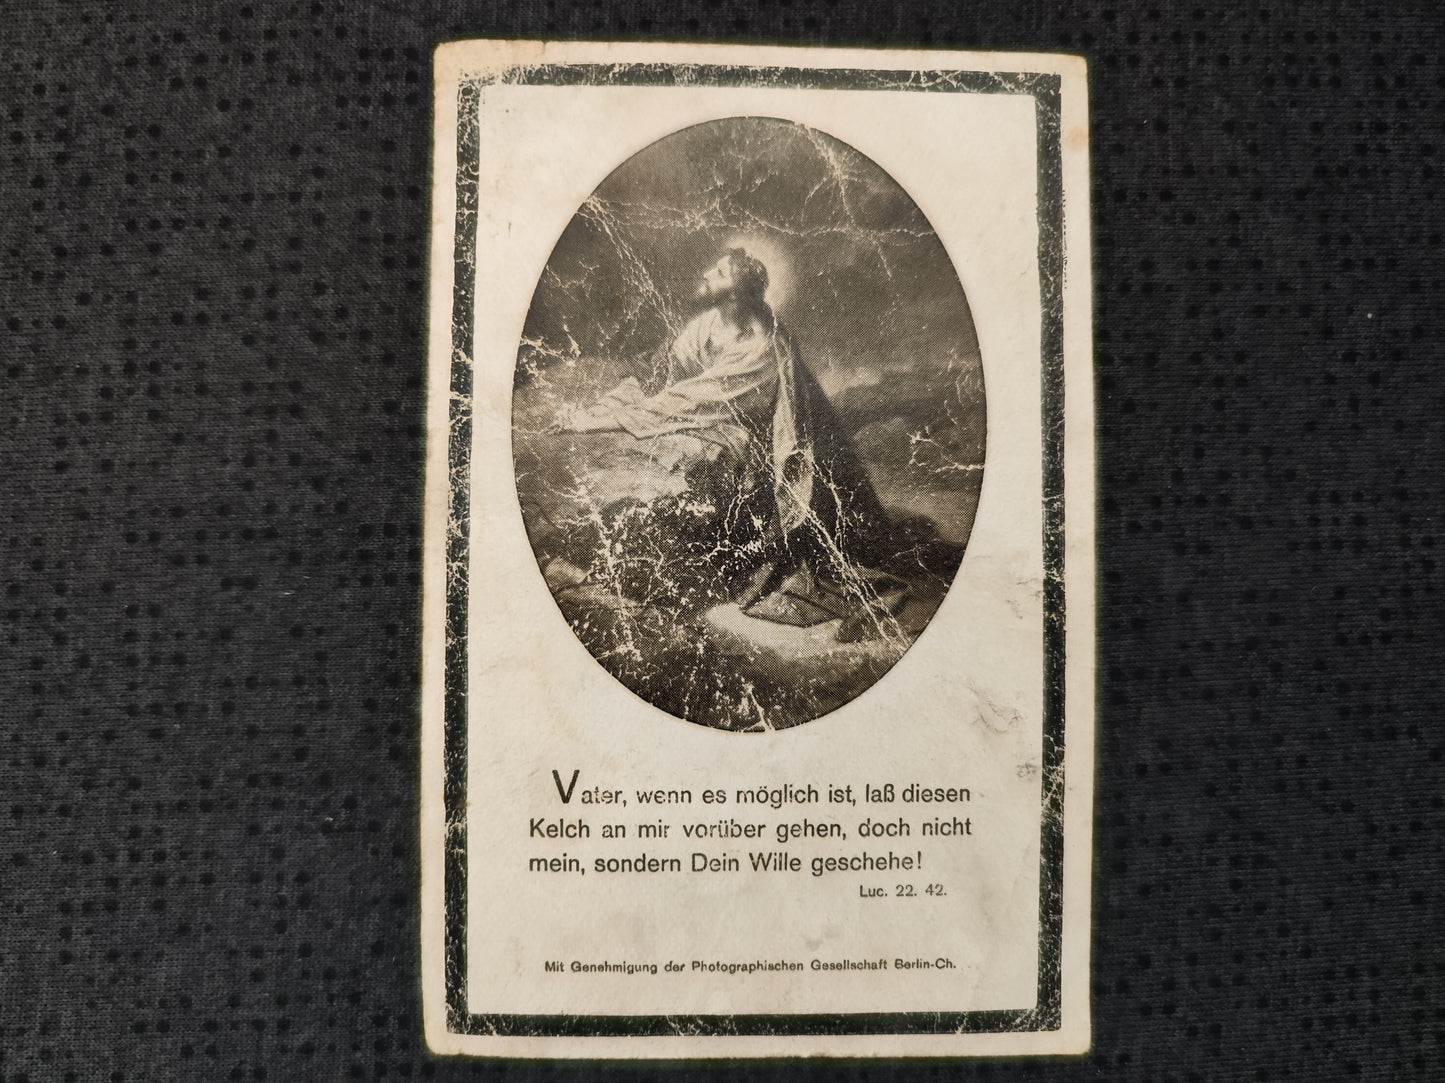 Vater, wenn es möglich ist, laß diesen
Kelch an mir vorüber gehen, doch nicht
mein, sondern Dein Wille geschehe!
Luc. 22. 42.
Mit Genehmigung der Photographischen Gesellschaft Berlin-Ch.